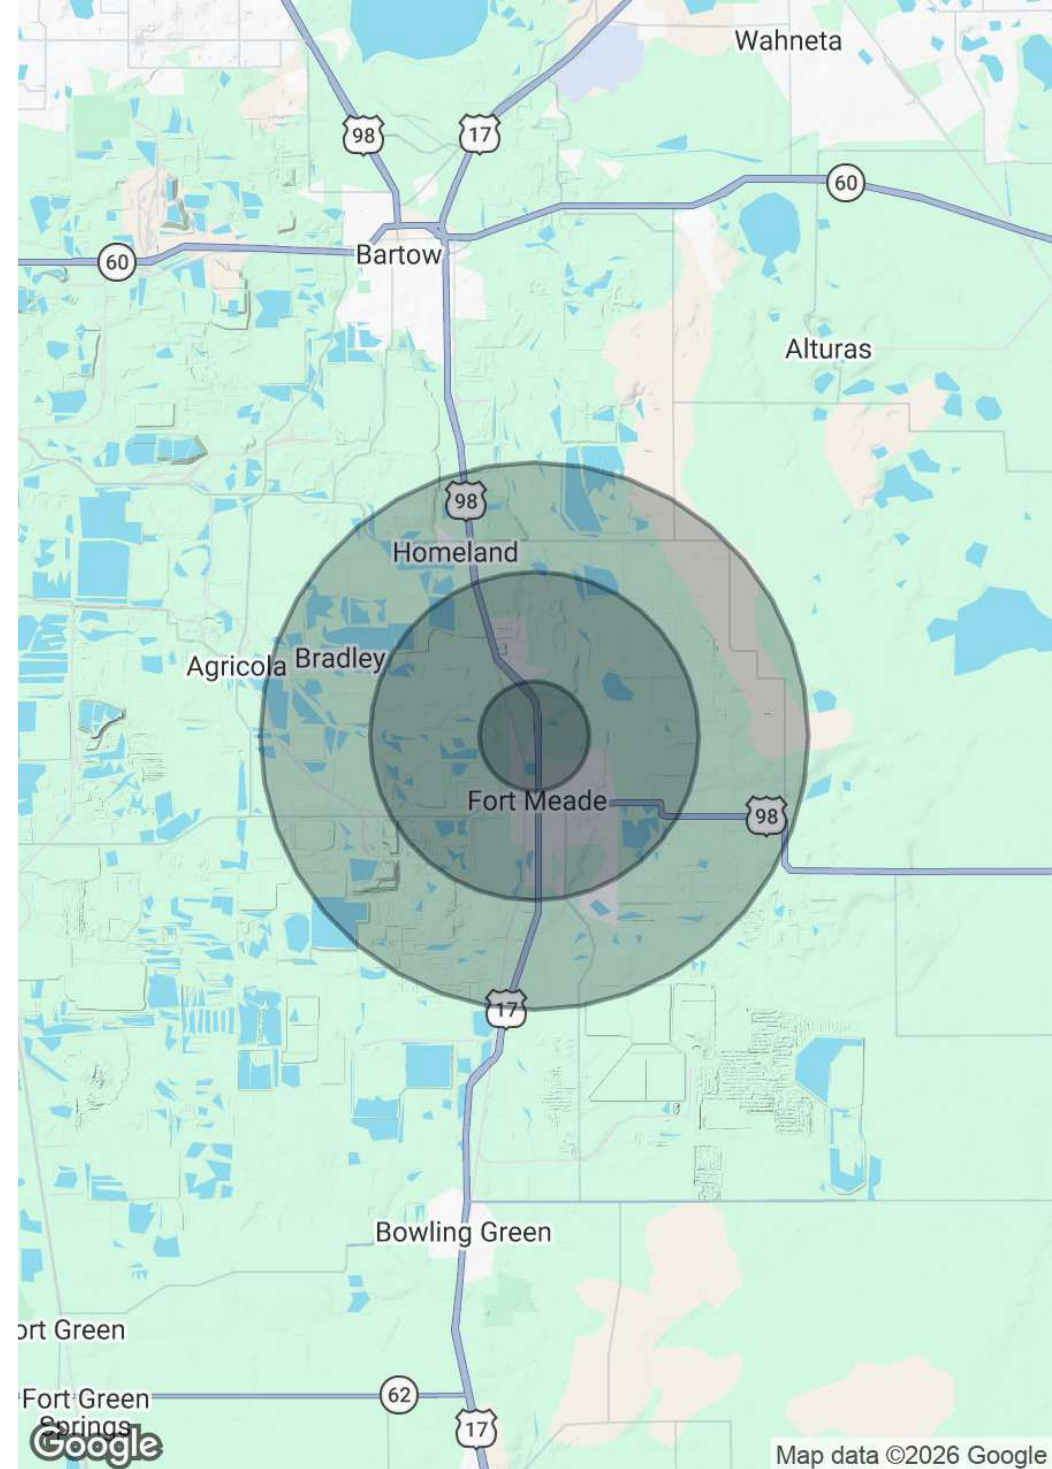 Wahneta
98
17
60
Bartow
60
Alturas
98
Homeland
Bradley
Agricola
Fort Meade
98
17
Bowling Green
ort Green
62
Fort Green
Springs
17
Google
Map data ©2026 Google